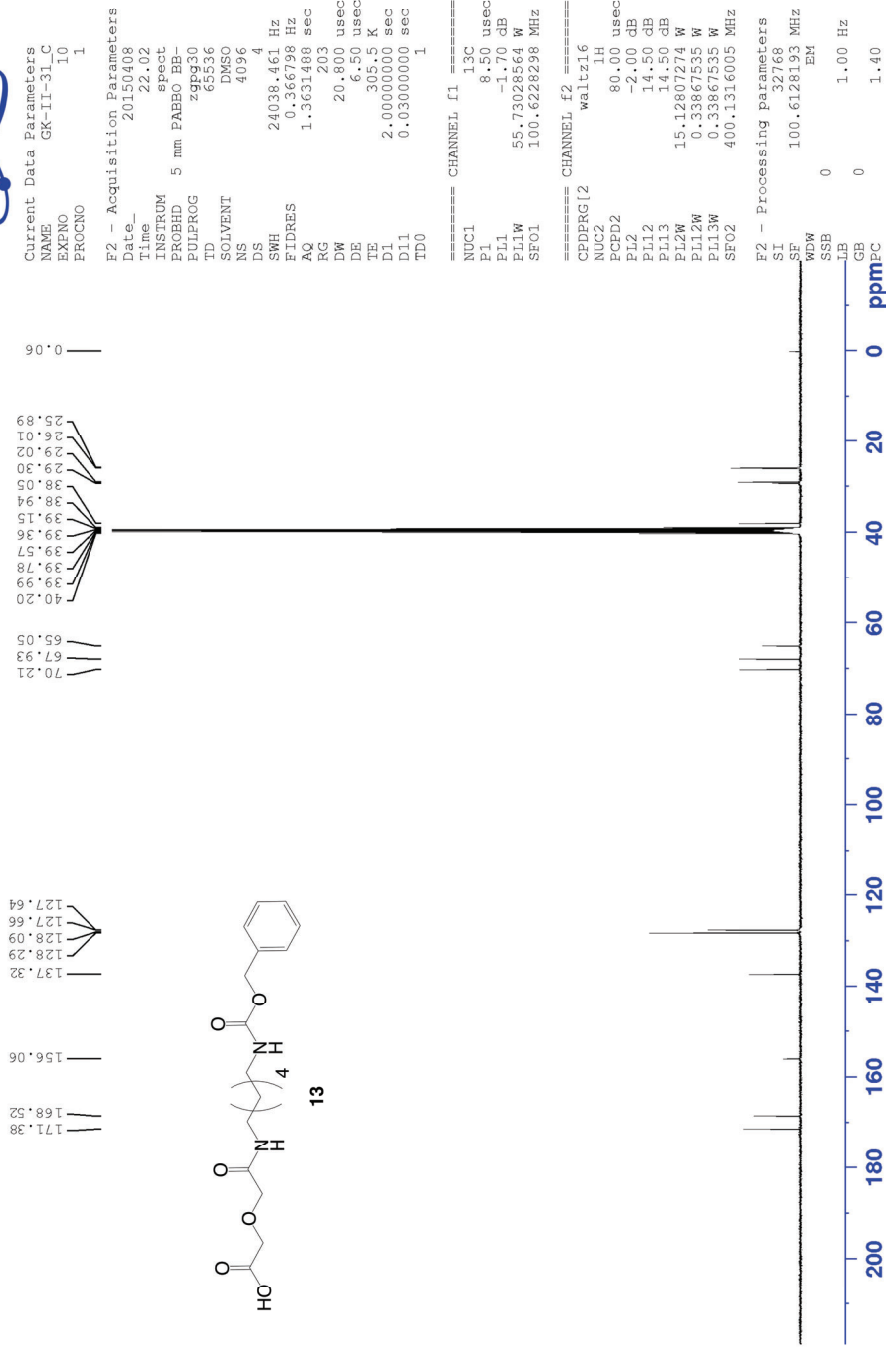 Current Data Parameters
NAME GK-II-31_C
EXPNO 10
PROCNO 1
F2 - Acquisition Parameters
Date_ 20150408
Time 22.02
INSTRUM spect
PROBHD 5 mm PABBO BB-
PULPROG zgpg30
TD 65536
SOLVENT DMSO
NS 4096
DS 4
SWH 24038.461 Hz
FIDRES 0.366798 Hz
AQ 1.3631488 sec
RG 203
DW 20.800 usec
DE 6.50 usec
TE 305.5 K
D1 2.00000000 sec
D11 0.03000000 sec
TD0 1
======== CHANNEL f1 ========
NUC1 13C
P1 8.50 usec
PL1 -1.70 dB
PL1W 55.73028564 W
SFO1 100.6228298 MHz
======== CHANNEL f2 ========
CPDPRG[2 waltz16
NUC2 1H
PCPD2 80.00 usec
PL2 -2.00 dB
PL12 14.50 dB
PL13 14.50 dB
PL2W 15.12807274 W
PL12W 0.33867535 W
PL13W 0.33867535 W
SFO2 400.1316005 MHz
F2 - Processing parameters
SI 32768
SF 100.6128193 MHz
WDW EM
SSB 0
LB 1.00 Hz
GB 0
PC 1.40
171.38
168.52
156.06
137.32
128.29
128.09
127.66
127.64
70.21
67.93
65.05
40.20
39.99
39.78
39.57
39.36
39.15
38.94
38.05
29.30
29.02
26.01
25.89
0.06
HO O O O N H 4 N H O O
13
200 180 160 140 120 100 80 60 40 20 0 ppm